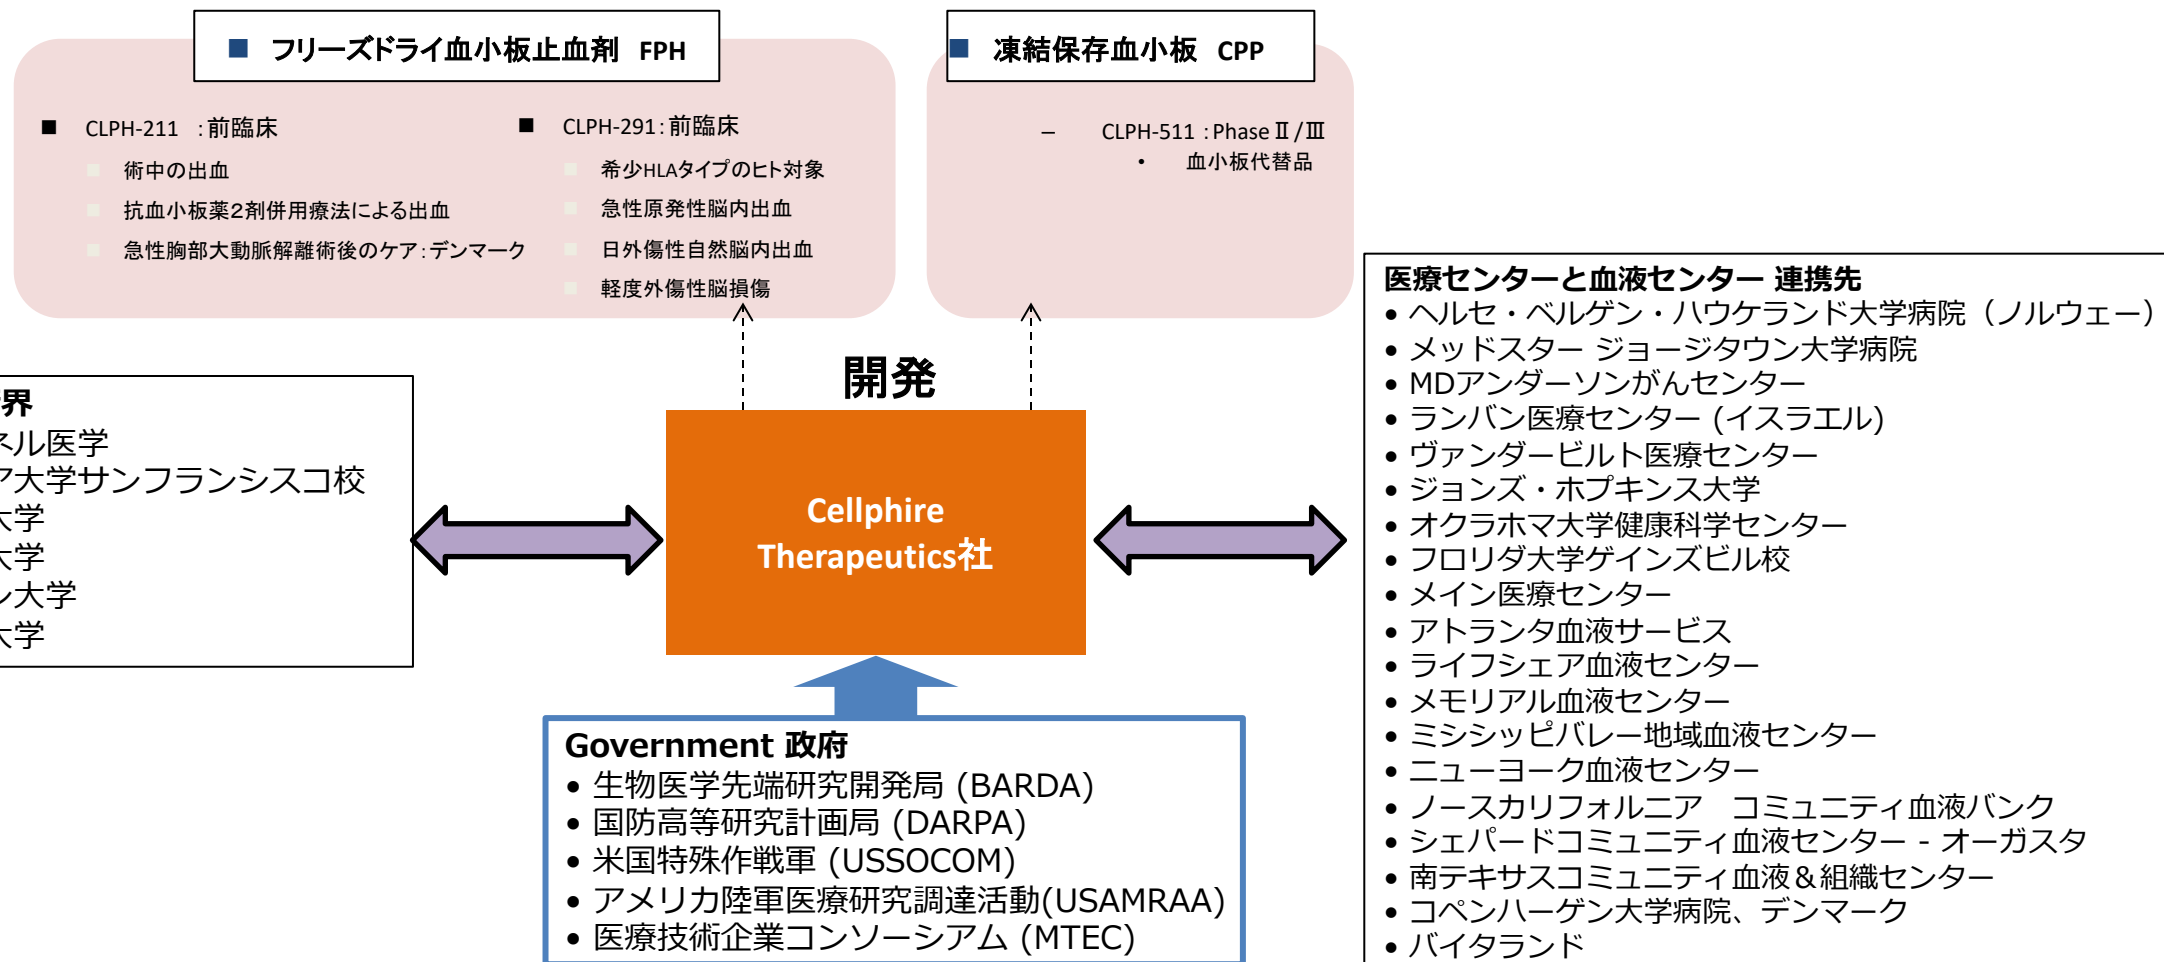 フリーズドライ血小板止血剤 FPH
CLPH-211 :前臨床
術中の出血
抗血小板薬2剤併用療法による出血
急性胸部大動脈解離術後のケア:デンマーク
CLPH-291:前臨床
希少HLAタイプのヒト対象
急性原発性脳内出血
日外傷性自然脳内出血
軽度外傷性脳損傷
凍結保存血小板 CPP
– CLPH-511 :Phase Ⅱ/Ⅲ
• 血小板代替品
開発
界
ネル医学
ア大学サンフランシスコ校
大学
大学
ン大学
大学
Cellphire
Therapeutics社
Government 政府
• 生物医学先端研究開発局 (BARDA)
• 国防高等研究計画局 (DARPA)
• 米国特殊作戦軍 (USSOCOM)
• アメリカ陸軍医療研究調達活動(USAMRAA)
• 医療技術企業コンソーシアム (MTEC)
医療センターと血液センター 連携先
• ヘルセ・ベルゲン・ハウケランド大学病院（ノルウェー）
• メッドスター ジョージタウン大学病院
• MDアンダーソンがんセンター
• ランバン医療センター (イスラエル)
• ヴァンダービルト医療センター
• ジョンズ・ホプキンス大学
• オクラホマ大学健康科学センター
• フロリダ大学ゲインズビル校
• メイン医療センター
• アトランタ血液サービス
• ライフシェア血液センター
• メモリアル血液センター
• ミシシッピバレー地域血液センター
• ニューヨーク血液センター
• ノースカリフォルニア　コミュニティ血液バンク
• シェパードコミュニティ血液センター - オーガスタ
• 南テキサスコミュニティ血液＆組織センター
• コペンハーゲン大学病院、デンマーク
• バイタランド